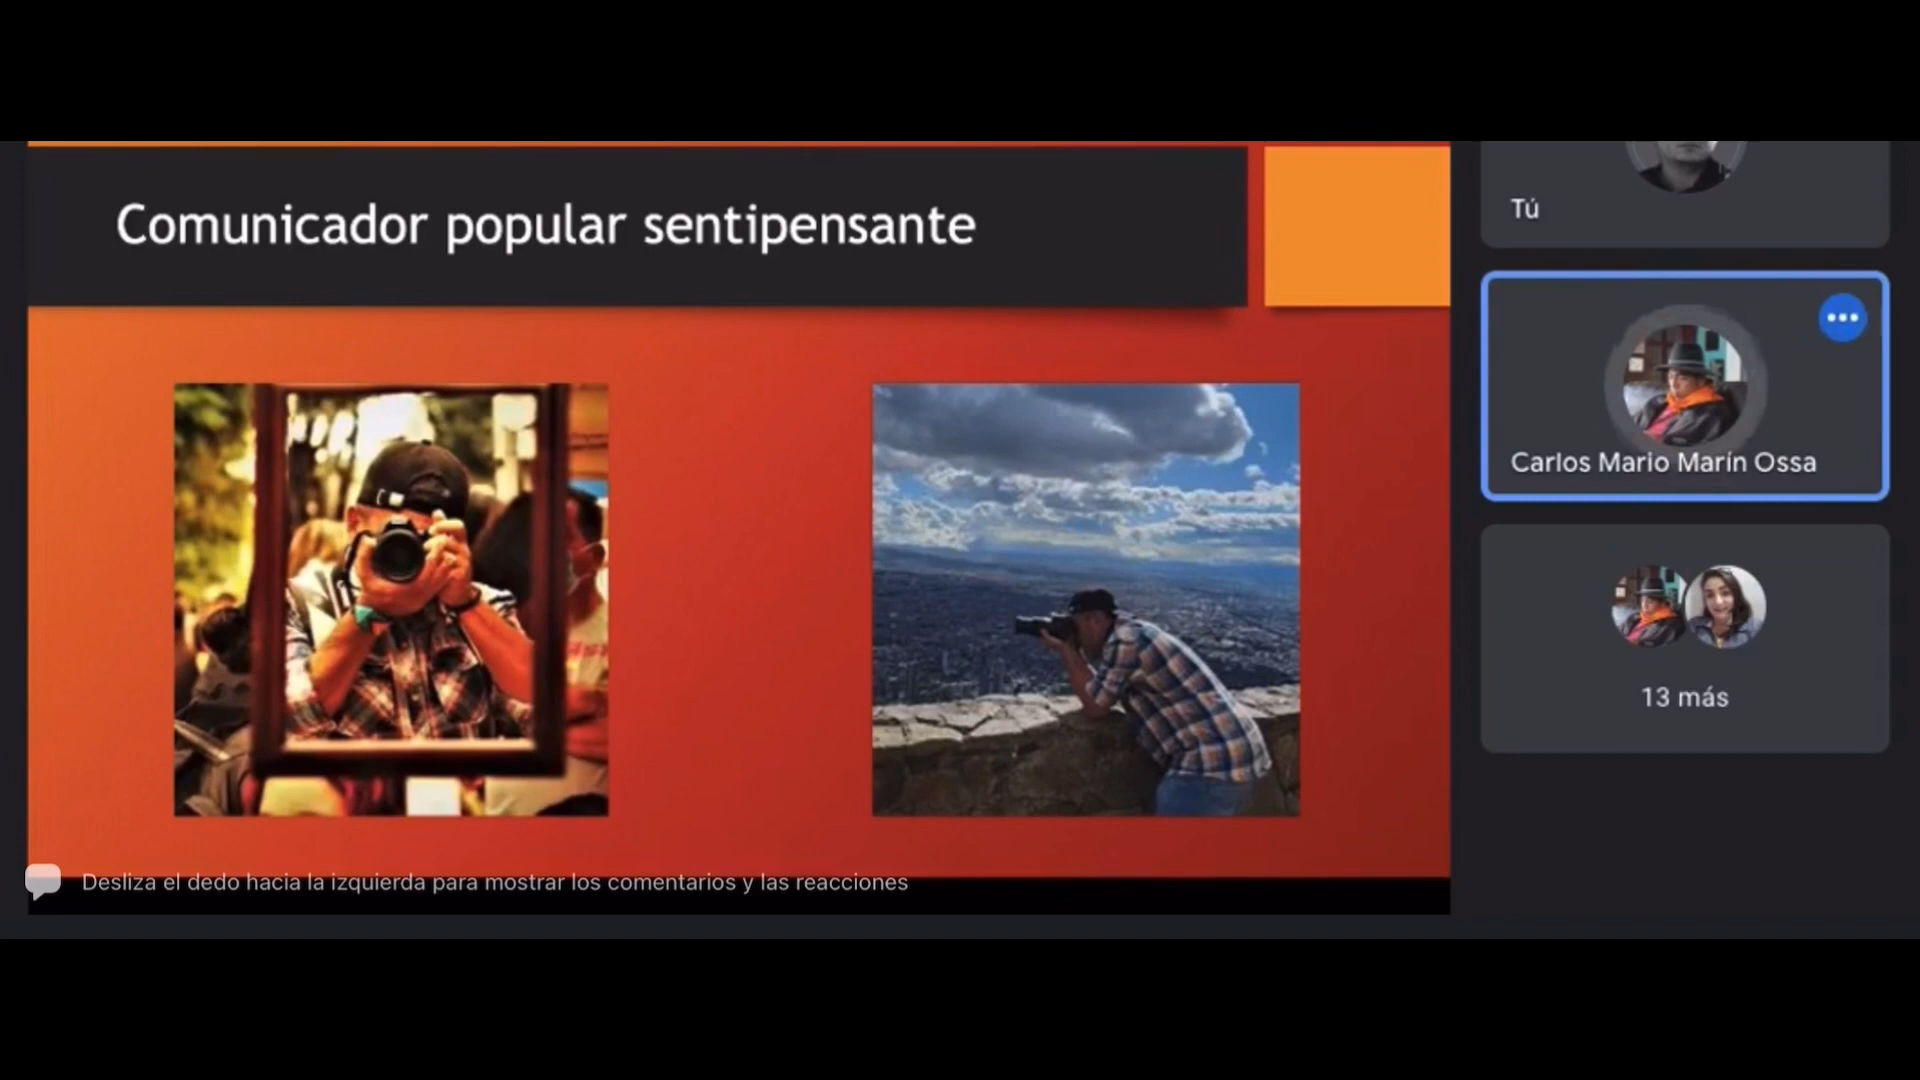 Comunicador popular sentipensante
Tú
Carlos Mario Marín Ossa
13 más
Desliza el dedo hacia la izquierda para mostrar los comentarios y las reacciones